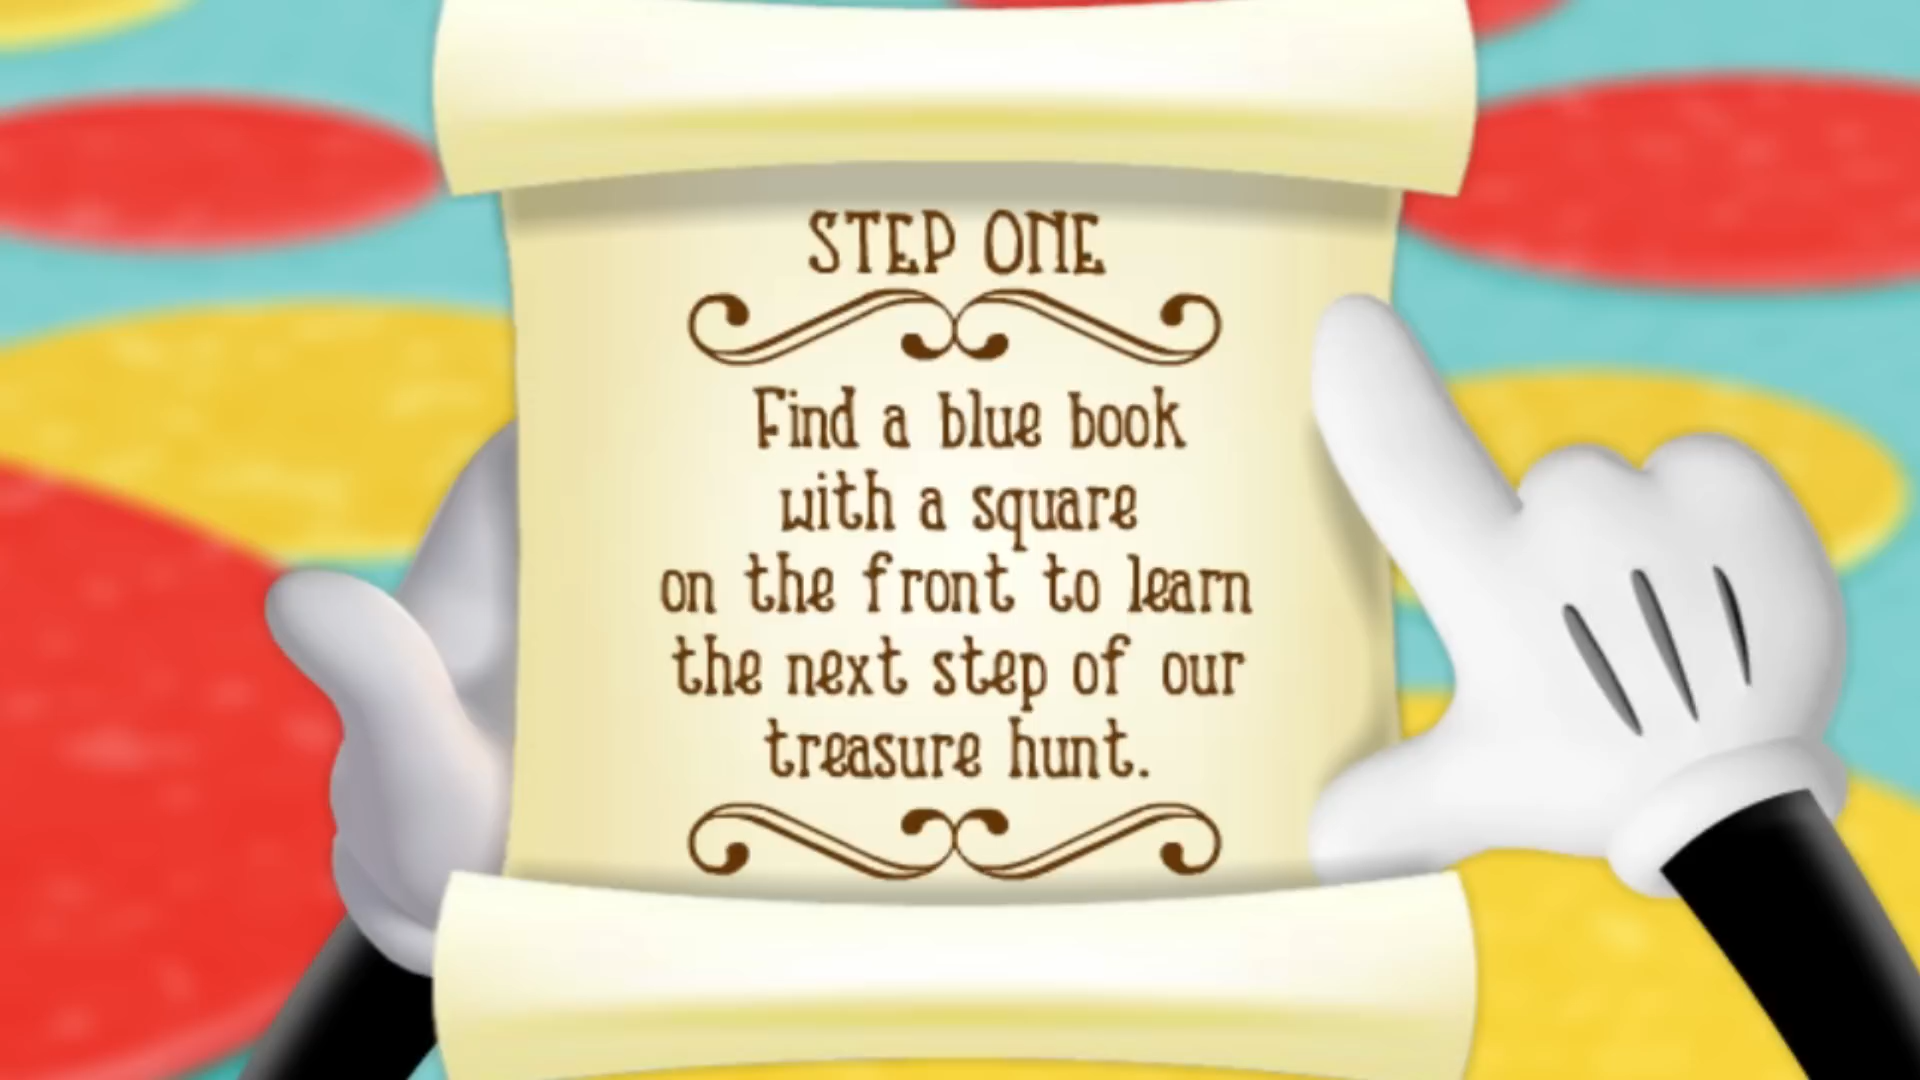 STEP ONE
Find a blue book
with a square
on the front to learn
the next step of our
treasure hunt.